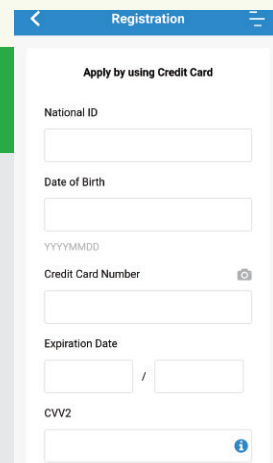 Registration
Apply by using Credit Card
National ID
Date of Birth
YYYYMMDD
Credit Card Number
Expiration Date
/
CVV2